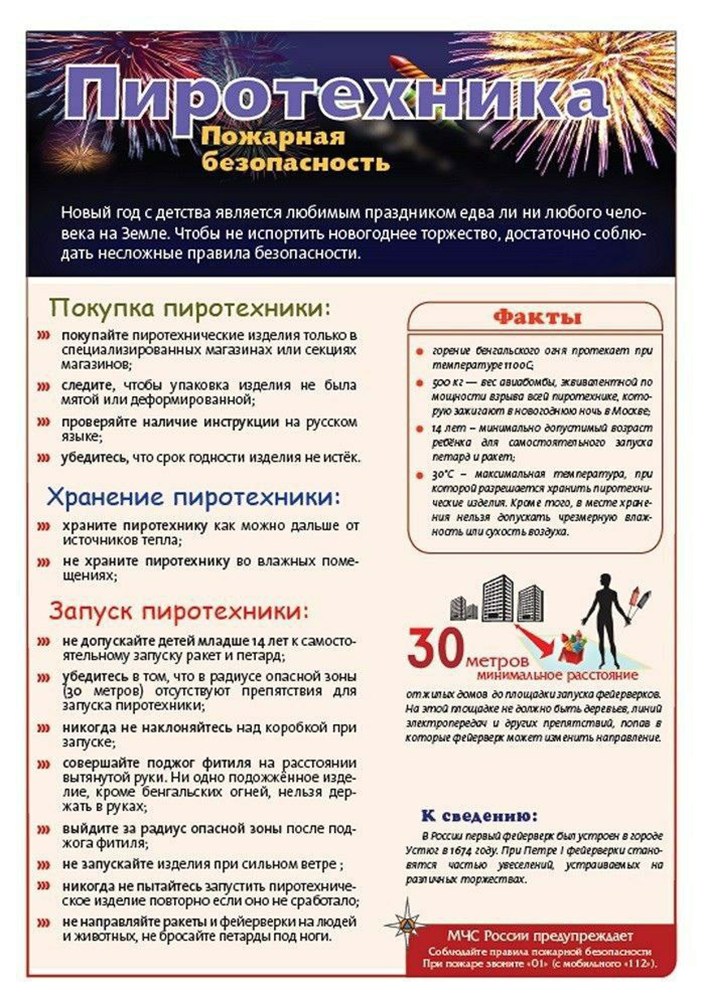 Пиротехника
Пожарная
безопасность
Новый год с детства является любимым праздником едва ли ни любого чело-
века на Земле. Чтобы не испортить новогоднее торжество, достаточно соблю-
дать несложные правила безопасности.
Покупка пиротехники:
покупайте пиротехнические изделия только в
специализированных магазинах или секциях
магазинов;
следите, чтобы упаковка изделия не была
мятой или деформированной;
проверяйте наличие инструкции на русском
языке;
убедитесь, что срок годности изделия не истёк.
Хранение пиротехники:
храните пиротехнику как можно дальше от
источников тепла;
не храните пиротехнику во влажных поме-
щениях;
Запуск пиротехники:
не допускайте детей младше 14 лет к самосто-
ятельному запуску ракет и петард;
убедитесь в том, что в радиусе опасной зоны
(30 метров) отсутствуют препятствия для
запуска пиротехники;
никогда не наклоняйтесь над коробкой при
запуске;
совершайте поджог фитиля на расстоянии
вытянутой руки. Ни одно подожжённое изде-
лие, кроме бенгальских огней, нельзя дер-
жать в руках;
выйдите за радиус опасной зоны после под-
жога фитиля;
не запускайте изделия при сильном ветре ;
никогда не пытайтесь запустить пиротехниче-
ское изделие повторно если оно не сработало;
не направляйте ракеты и фейерверки на людей
и животных, не бросайте петарды под ноги.
Факты
горение бенгальского огня протекает при
температуре 1100С;
500 кг — вес авиабомбы, эквивалентной по
мощности взрыва всей пиротехнике, кото-
рую зажигают в новогоднюю ночь в Москве;
14 лет – минимально допустимый возраст
ребёнка для самостоятельного запуска
петард и ракет;
30°С – максимальная температура, при
которой разрешается хранить пиротехни-
ческие изделия. Кроме того, в месте хране-
ния нельзя допускать чрезмерную влаж-
ность или сухость воздуха.
30 метров
минимальное расстояние
от жилых домов до площадки запуска фейерверков.
На этой площадке не должно быть деревьев, линий
электропередач и других препятствий, попав в
которые фейерверк может изменить направление.
К сведению:
В России первый фейерверк был устроен в городе
Устюг в 1674 году. При Петре I фейерверки стано-
вятся частью увеселений, устраиваемых на
различных торжествах.
МЧС России предупреждает
Соблюдайте правила пожарной безопасности
При пожаре звоните «01» (с мобильного «112»).